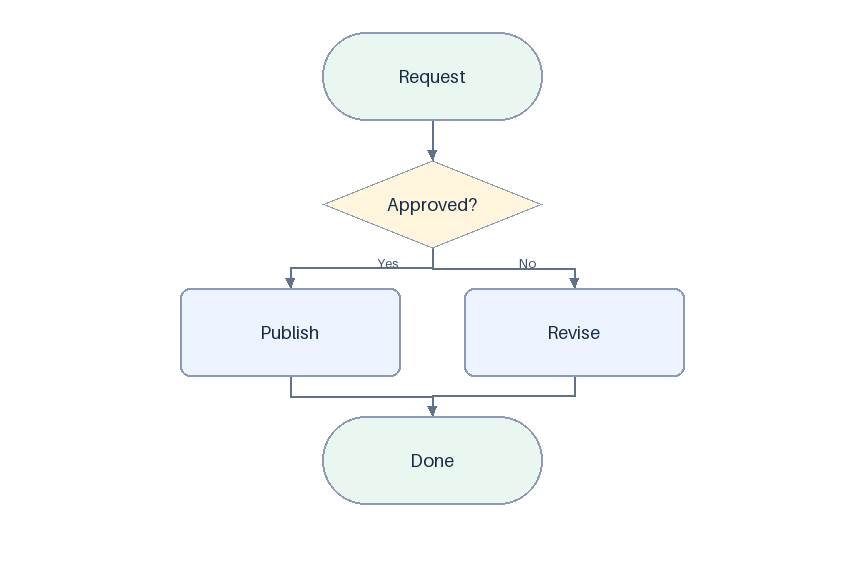 Request
Approved?
Yes
No
Publish
Revise
Done